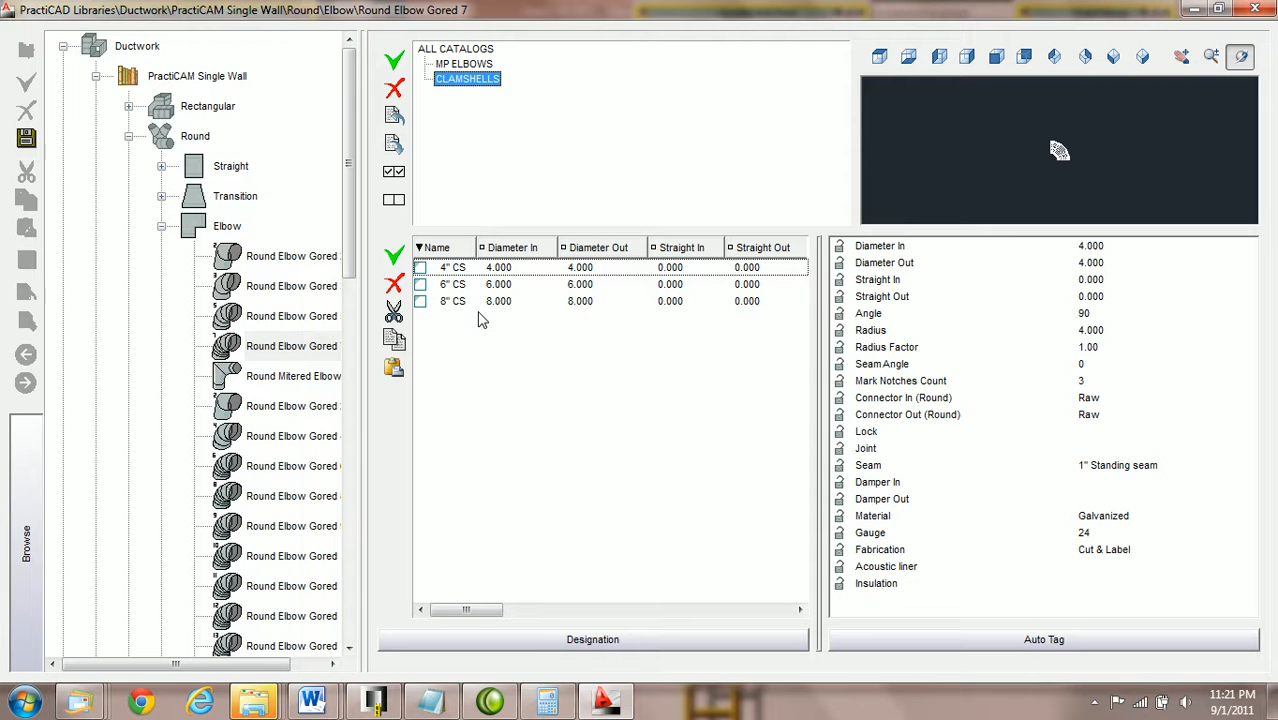 PractiCAD Libraries\Ductwork\PractiCAM Single Wall\Round\Elbow\Round Elbow Gored 7
Ductwork
PractiCAM Single Wall
Rectangular
Round
Straight
Transition
Elbow
Round Elbow Gored
Round Elbow Gored
Round Elbow Gored
Round Elbow Gored
Round Mitered Elbow
Round Elbow Gored
Round Elbow Gored
Round Elbow Gored
Round Elbow Gored
Round Elbow Gored
Round Elbow Gored
Round Elbow Gored
Round Elbow Gored
Round Elbow Gored
Browse
ALL CATALOGS
MP ELBOWS
CLAMSHELLS
Name Diameter In Diameter Out Straight In Straight Out
4" CS 4.000 4.000 0.000 0.000
6" CS 6.000 6.000 0.000 0.000
8" CS 8.000 8.000 0.000 0.000
Designation
Diameter In 4.000
Diameter Out 4.000
Straight In 0.000
Straight Out 0.000
Angle 90
Radius 4.000
Radius Factor 1.00
Seam Angle 0
Mark Notches Count 3
Connector In (Round) Raw
Connector Out (Round) Raw
Lock
Joint
Seam 1" Standing seam
Damper In
Damper Out
Material Galvanized
Gauge 24
Fabrication Cut & Label
Acoustic liner
Insulation
Auto Tag
11:21 PM
9/1/2011